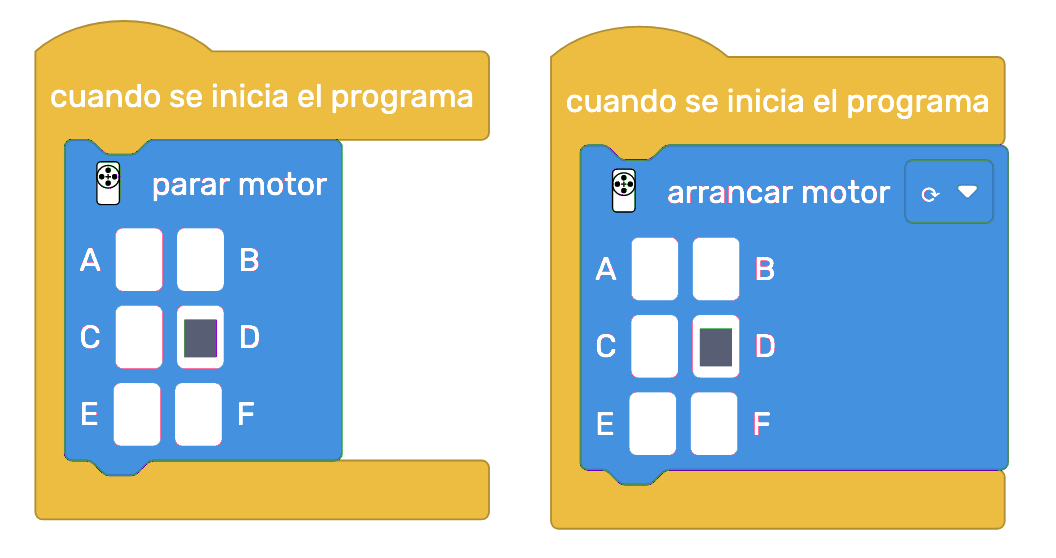 cuando se inicia el programa
parar motor
A B
C D
E F
cuando se inicia el programa
arrancar motor
A B
C D
E F